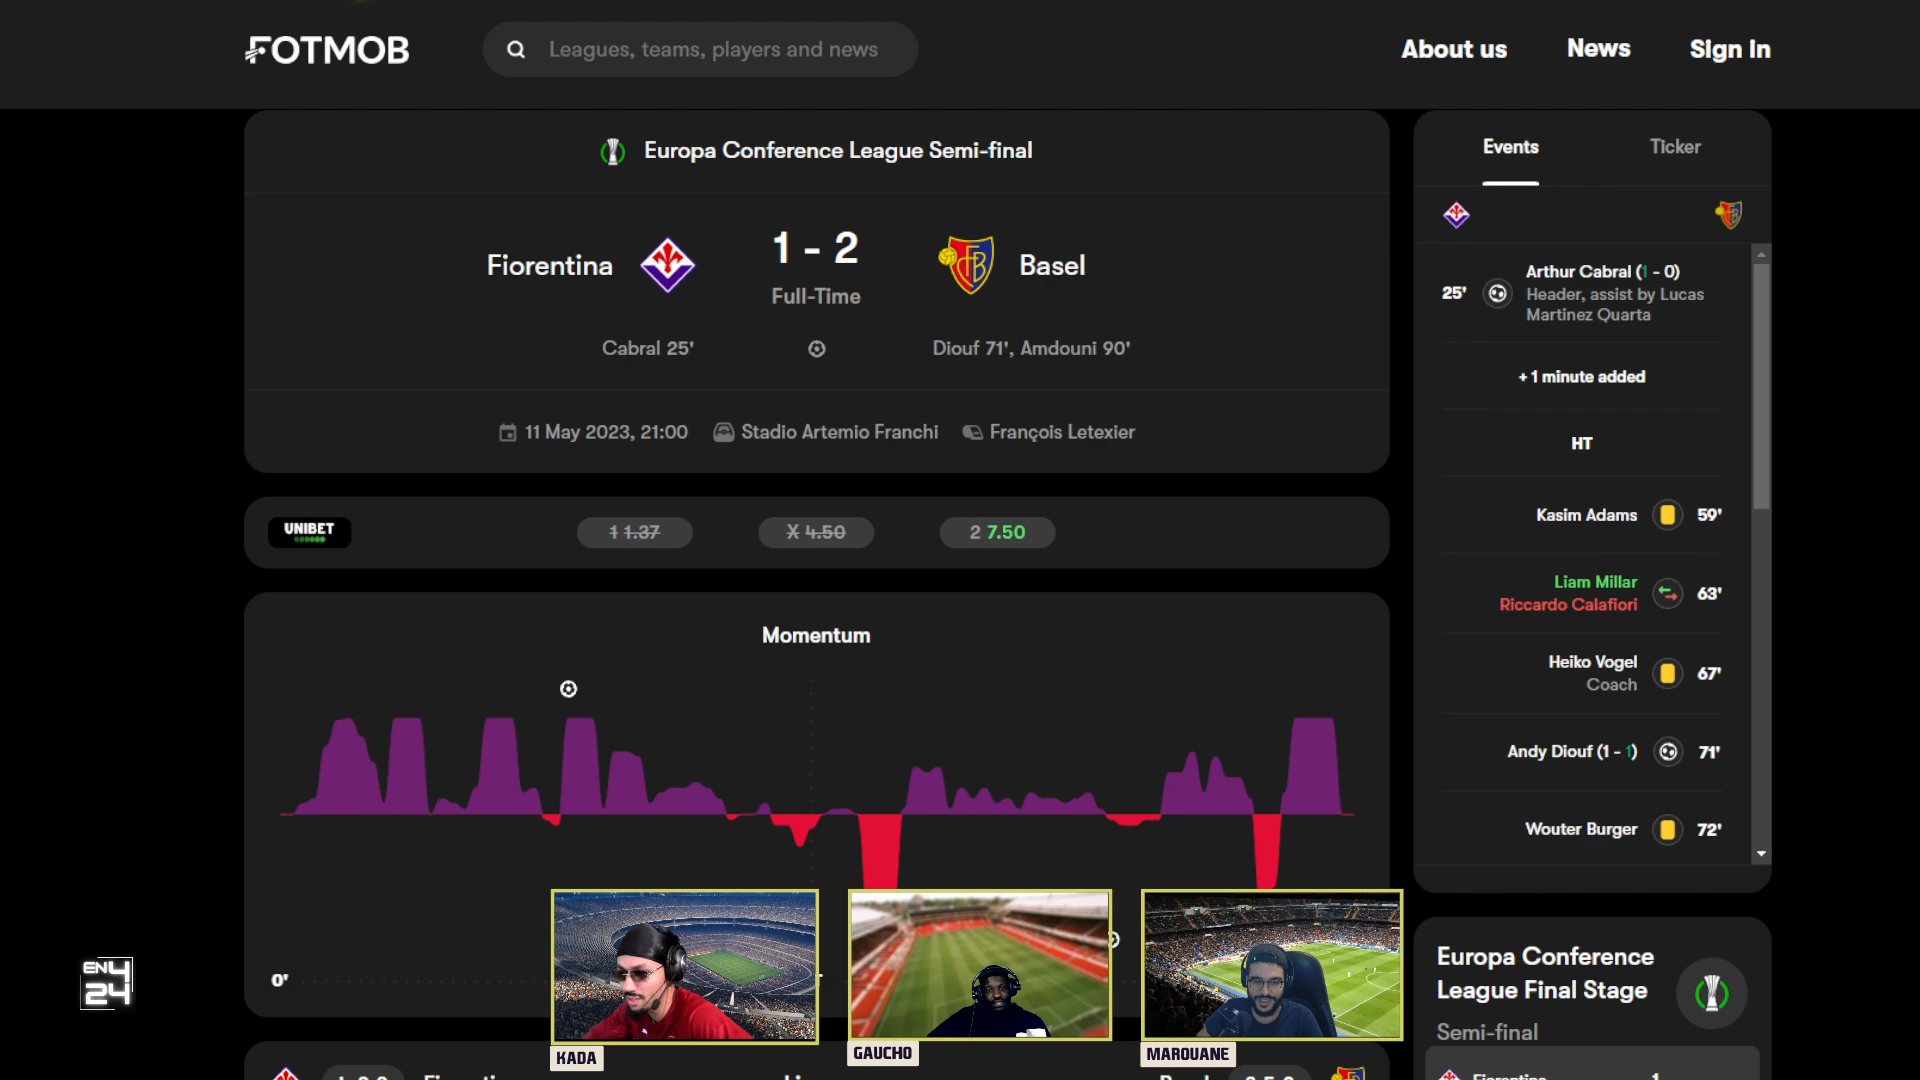 FOTMOB
Leagues, teams, players and news
About us
News
Sign in
Europa Conference League Semi-final
Fiorentina
1 - 2
Basel
Full-Time
Cabral 25'
Diouf 71', Amdouni 90'
11 May 2023, 21:00
Stadio Artemio Franchi
François Letexier
UNIBET
1 1.37
X 4.50
2 7.50
Momentum
0'
Events
Ticker
25'
Arthur Cabral (1 - 0)
Header, assist by Lucas
Martinez Quarta
+ 1 minute added
HT
Kasim Adams
59'
Liam Millar
Riccardo Calafiori
63'
Heiko Vogel
Coach
67'
Andy Diouf (1 - 1)
71'
Wouter Burger
72'
Europa Conference
League Final Stage
Semi-final
EN
4
24
KADA
GAUCHO
MAROUANE